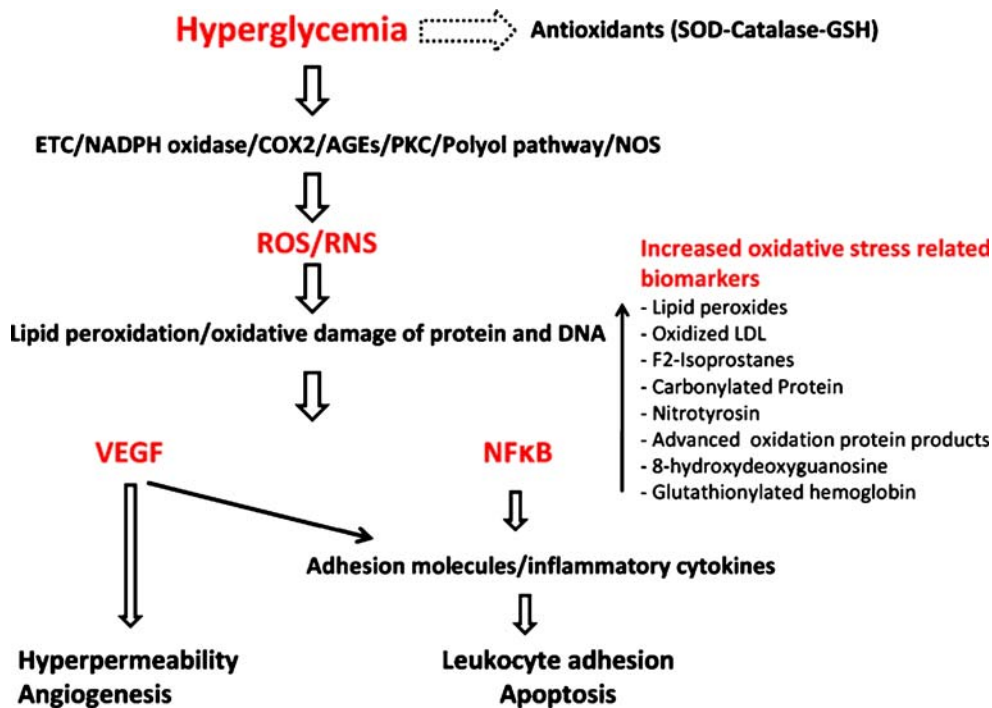 Hyperglycemia
Antioxidants (SOD-Catalase-GSH)
ETC/NADPH oxidase/COX2/AGEs/PKC/Polyol pathway/NOS
ROS/RNS
Lipid peroxidation/oxidative damage of protein and DNA
Increased oxidative stress related
biomarkers
- Lipid peroxides
- Oxidized LDL
- F2-Isoprostanes
- Carbonylated Protein
- Nitrotyrosin
- Advanced oxidation protein products
- 8-hydroxydeoxyguanosine
- Glutathionylated hemoglobin
VEGF
NFκB
Adhesion molecules/inflammatory cytokines
Hyperpermeability
Angiogenesis
Leukocyte adhesion
Apoptosis